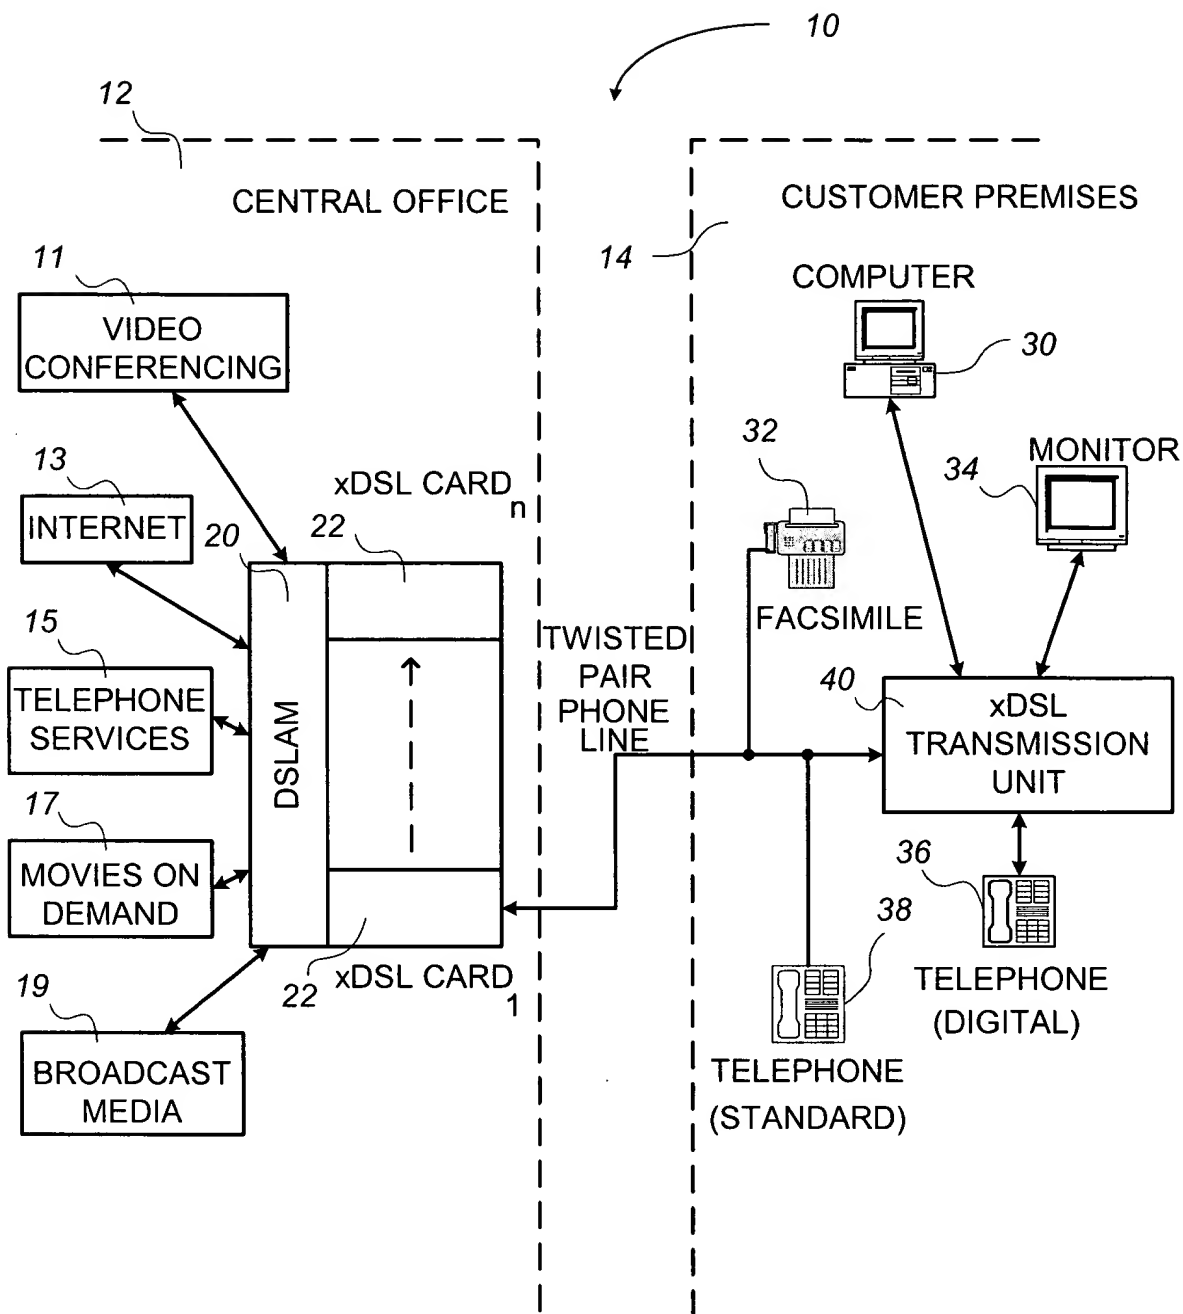 10
12
CENTRAL OFFICE
CUSTOMER PREMISES
14
11
VIDEO
CONFERENCING
COMPUTER
30
13
INTERNET
xDSL CARD
n
32
34
MONITOR
20
22
FACSIMILE
15
TELEPHONE
SERVICES
DSLAM
TWISTED
PAIR
PHONE
LINE
40
xDSL
TRANSMISSION
UNIT
17
MOVIES ON
DEMAND
36
38
22
xDSL CARD
1
TELEPHONE
(DIGITAL)
19
BROADCAST
MEDIA
TELEPHONE
(STANDARD)